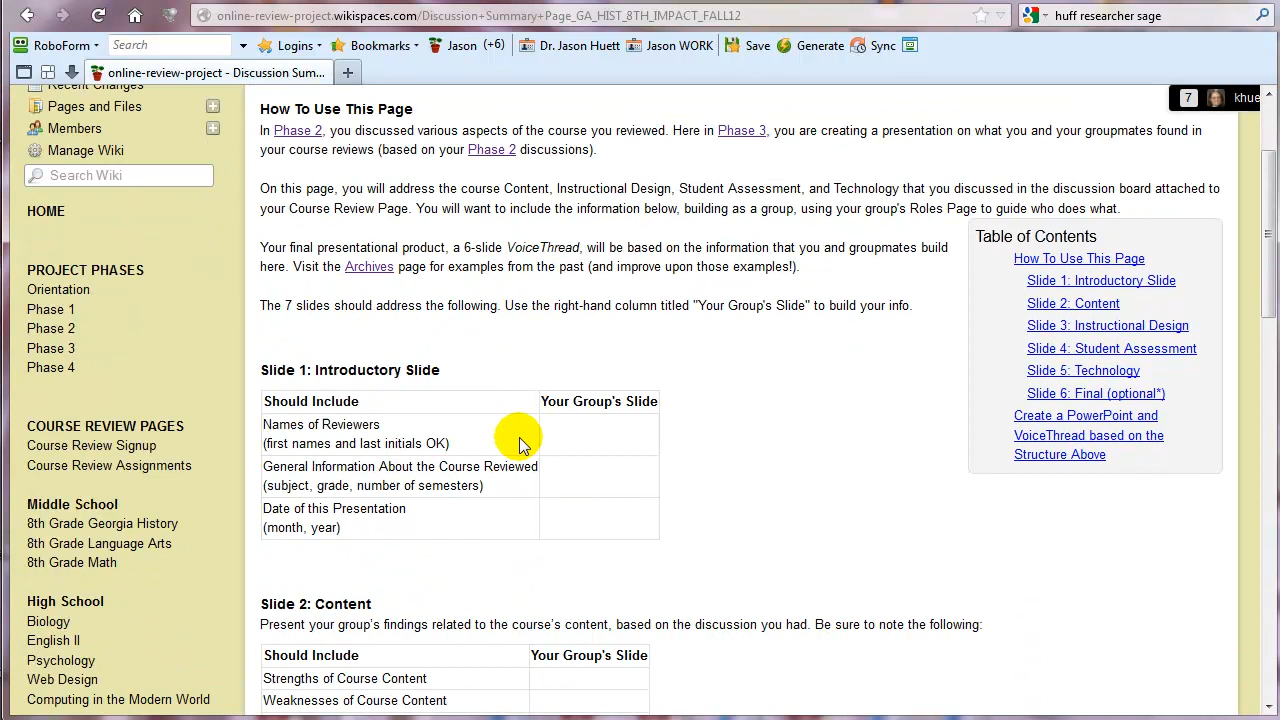 online-review-project.wikispaces.com/Discussion+Summary+Page_GA_HIST_8TH_IMPACT_FALL12
huff researcher sage
RoboForm
Search
Logins
Bookmarks
Jason (+6)
Dr. Jason Huett
Jason WORK
Save
Generate
Sync
online-review-project - Discussion Sum...
Recent Changes
Pages and Files
Members
Manage Wiki
Search Wiki
HOME
PROJECT PHASES
Orientation
Phase 1
Phase 2
Phase 3
Phase 4
COURSE REVIEW PAGES
Course Review Signup
Course Review Assignments
Middle School
8th Grade Georgia History
8th Grade Language Arts
8th Grade Math
High School
Biology
English II
Psychology
Web Design
Computing in the Modern World
7 khue
How To Use This Page
In Phase 2, you discussed various aspects of the course you reviewed. Here in Phase 3, you are creating a presentation on what you and your groupmates found in
your course reviews (based on your Phase 2 discussions).
On this page, you will address the course Content, Instructional Design, Student Assessment, and Technology that you discussed in the discussion board attached to
your Course Review Page. You will want to include the information below, building as a group, using your group's Roles Page to guide who does what.
Your final presentational product, a 6-slide VoiceThread, will be based on the information that you and groupmates build
here. Visit the Archives page for examples from the past (and improve upon those examples!).
The 7 slides should address the following. Use the right-hand column titled "Your Group's Slide" to build your info.
Table of Contents
How To Use This Page
Slide 1: Introductory Slide
Slide 2: Content
Slide 3: Instructional Design
Slide 4: Student Assessment
Slide 5: Technology
Slide 6: Final (optional*)
Create a PowerPoint and
VoiceThread based on the
Structure Above
Slide 1: Introductory Slide
Should Include
Your Group's Slide
Names of Reviewers
(first names and last initials OK)
General Information About the Course Reviewed
(subject, grade, number of semesters)
Date of this Presentation
(month, year)
Slide 2: Content
Present your group's findings related to the course's content, based on the discussion you had. Be sure to note the following:
Should Include
Your Group's Slide
Strengths of Course Content
Weaknesses of Course Content